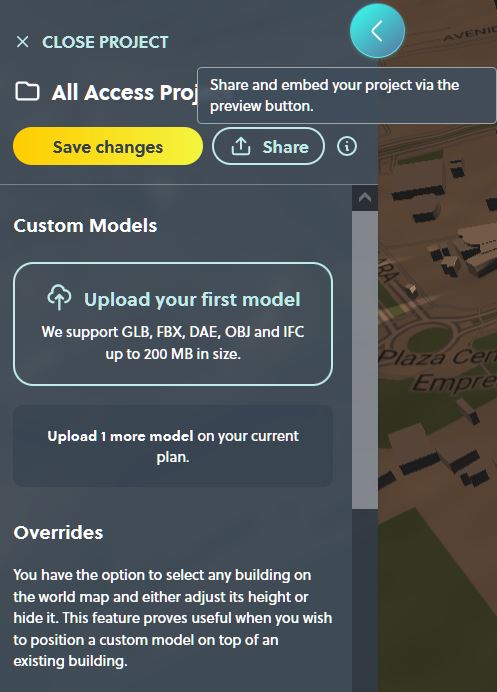 CLOSE PROJECT
All Access Proj
Share and embed your project via the
preview button.
Save changes
Share
Custom Models
Upload your first model
We support GLB, FBX, DAE, OBJ and IFC
up to 200 MB in size.
Upload 1 more model on your current
plan.
Overrides
You have the option to select any building on
the world map and either adjust its height or
hide it. This feature proves useful when you wish
to position a custom model on top of an
existing building.
AVENID
ARA
Plaza Cen
Empre